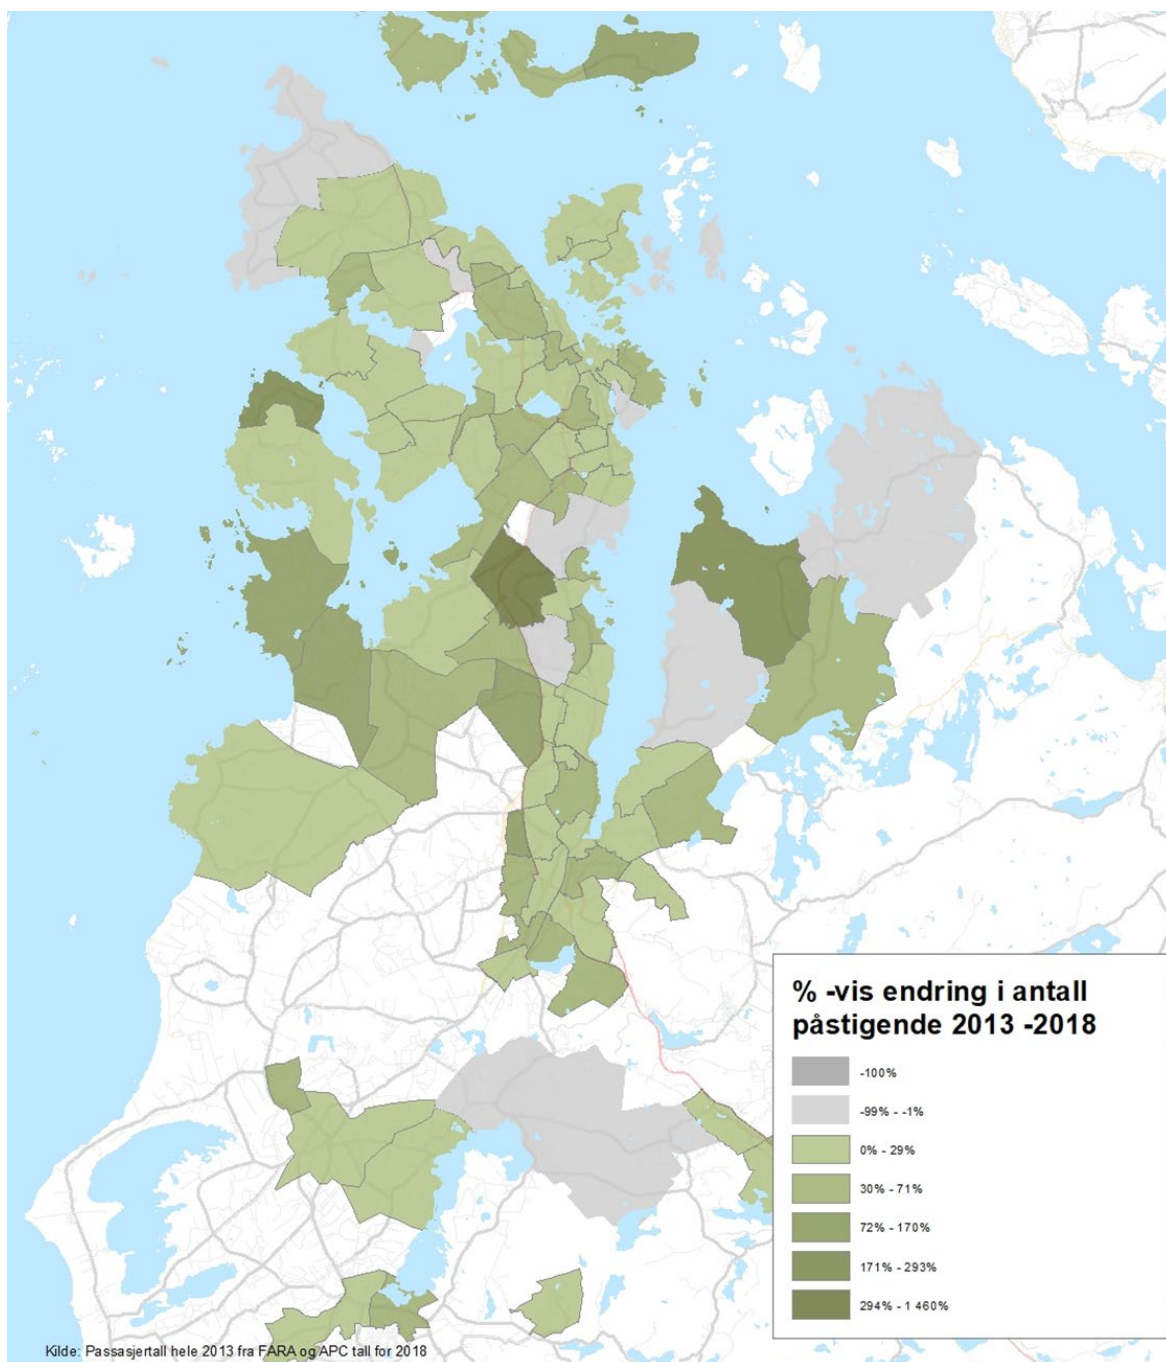 % -vis endring i antall
påstigende 2013 -2018
-100%
-99% - -1%
0% - 29%
30% - 71%
72% - 170%
171% - 293%
294% - 1 460%
Kilde: Passasjertall hele 2013 fra FARA og APC tall for 2018